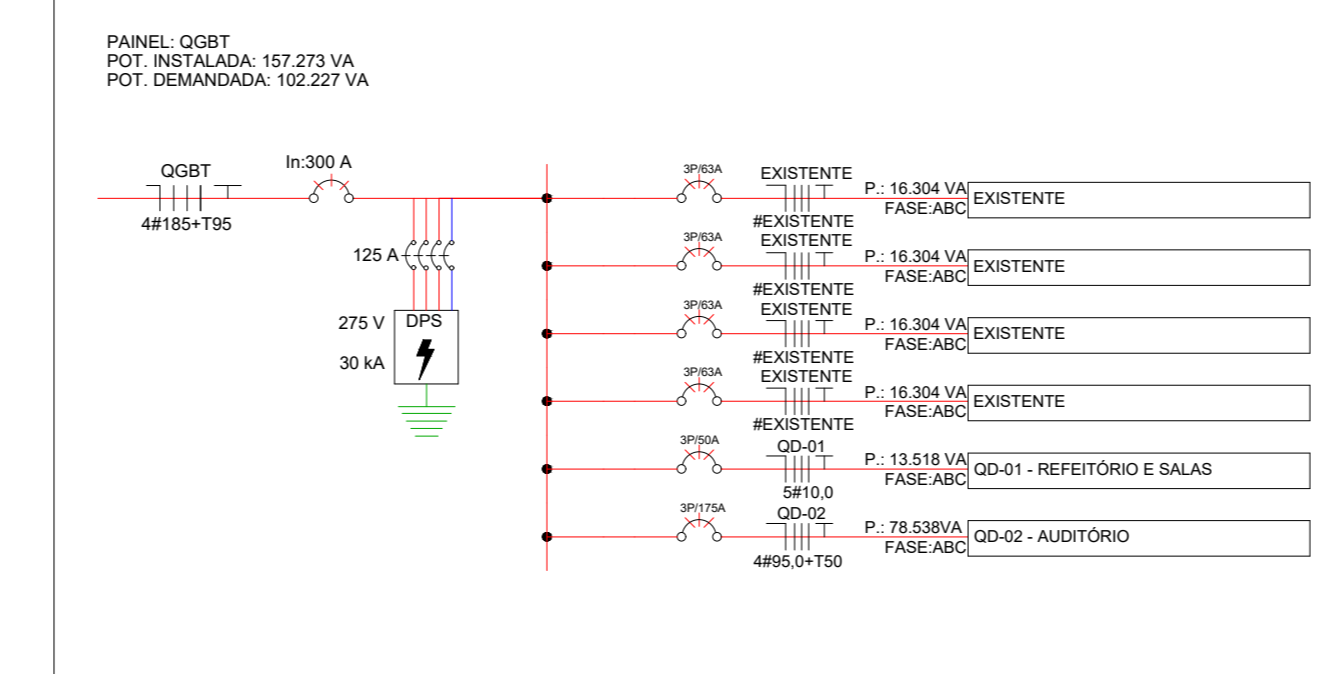 PAINEL: QGBT
POT. INSTALADA: 157.273 VA
POT. DEMANDADA: 102.227 VA
QGBT
4#185+T95
In:300 A
125 A
275 V
DPS
30 kA
3P/63A
EXISTENTE
#EXISTENTE
P.: 16.304 VA
FASE:ABC
EXISTENTE
3P/63A
EXISTENTE
#EXISTENTE
P.: 16.304 VA
FASE:ABC
EXISTENTE
3P/63A
EXISTENTE
#EXISTENTE
P.: 16.304 VA
FASE:ABC
EXISTENTE
3P/63A
EXISTENTE
#EXISTENTE
P.: 16.304 VA
FASE:ABC
EXISTENTE
3P/50A
QD-01
5#10,0
P.: 13.518 VA
FASE:ABC
QD-01 - REFEITÓRIO E SALAS
3P/175A
QD-02
4#95,0+T50
P.: 78.538VA
FASE:ABC
QD-02 - AUDITÓRIO